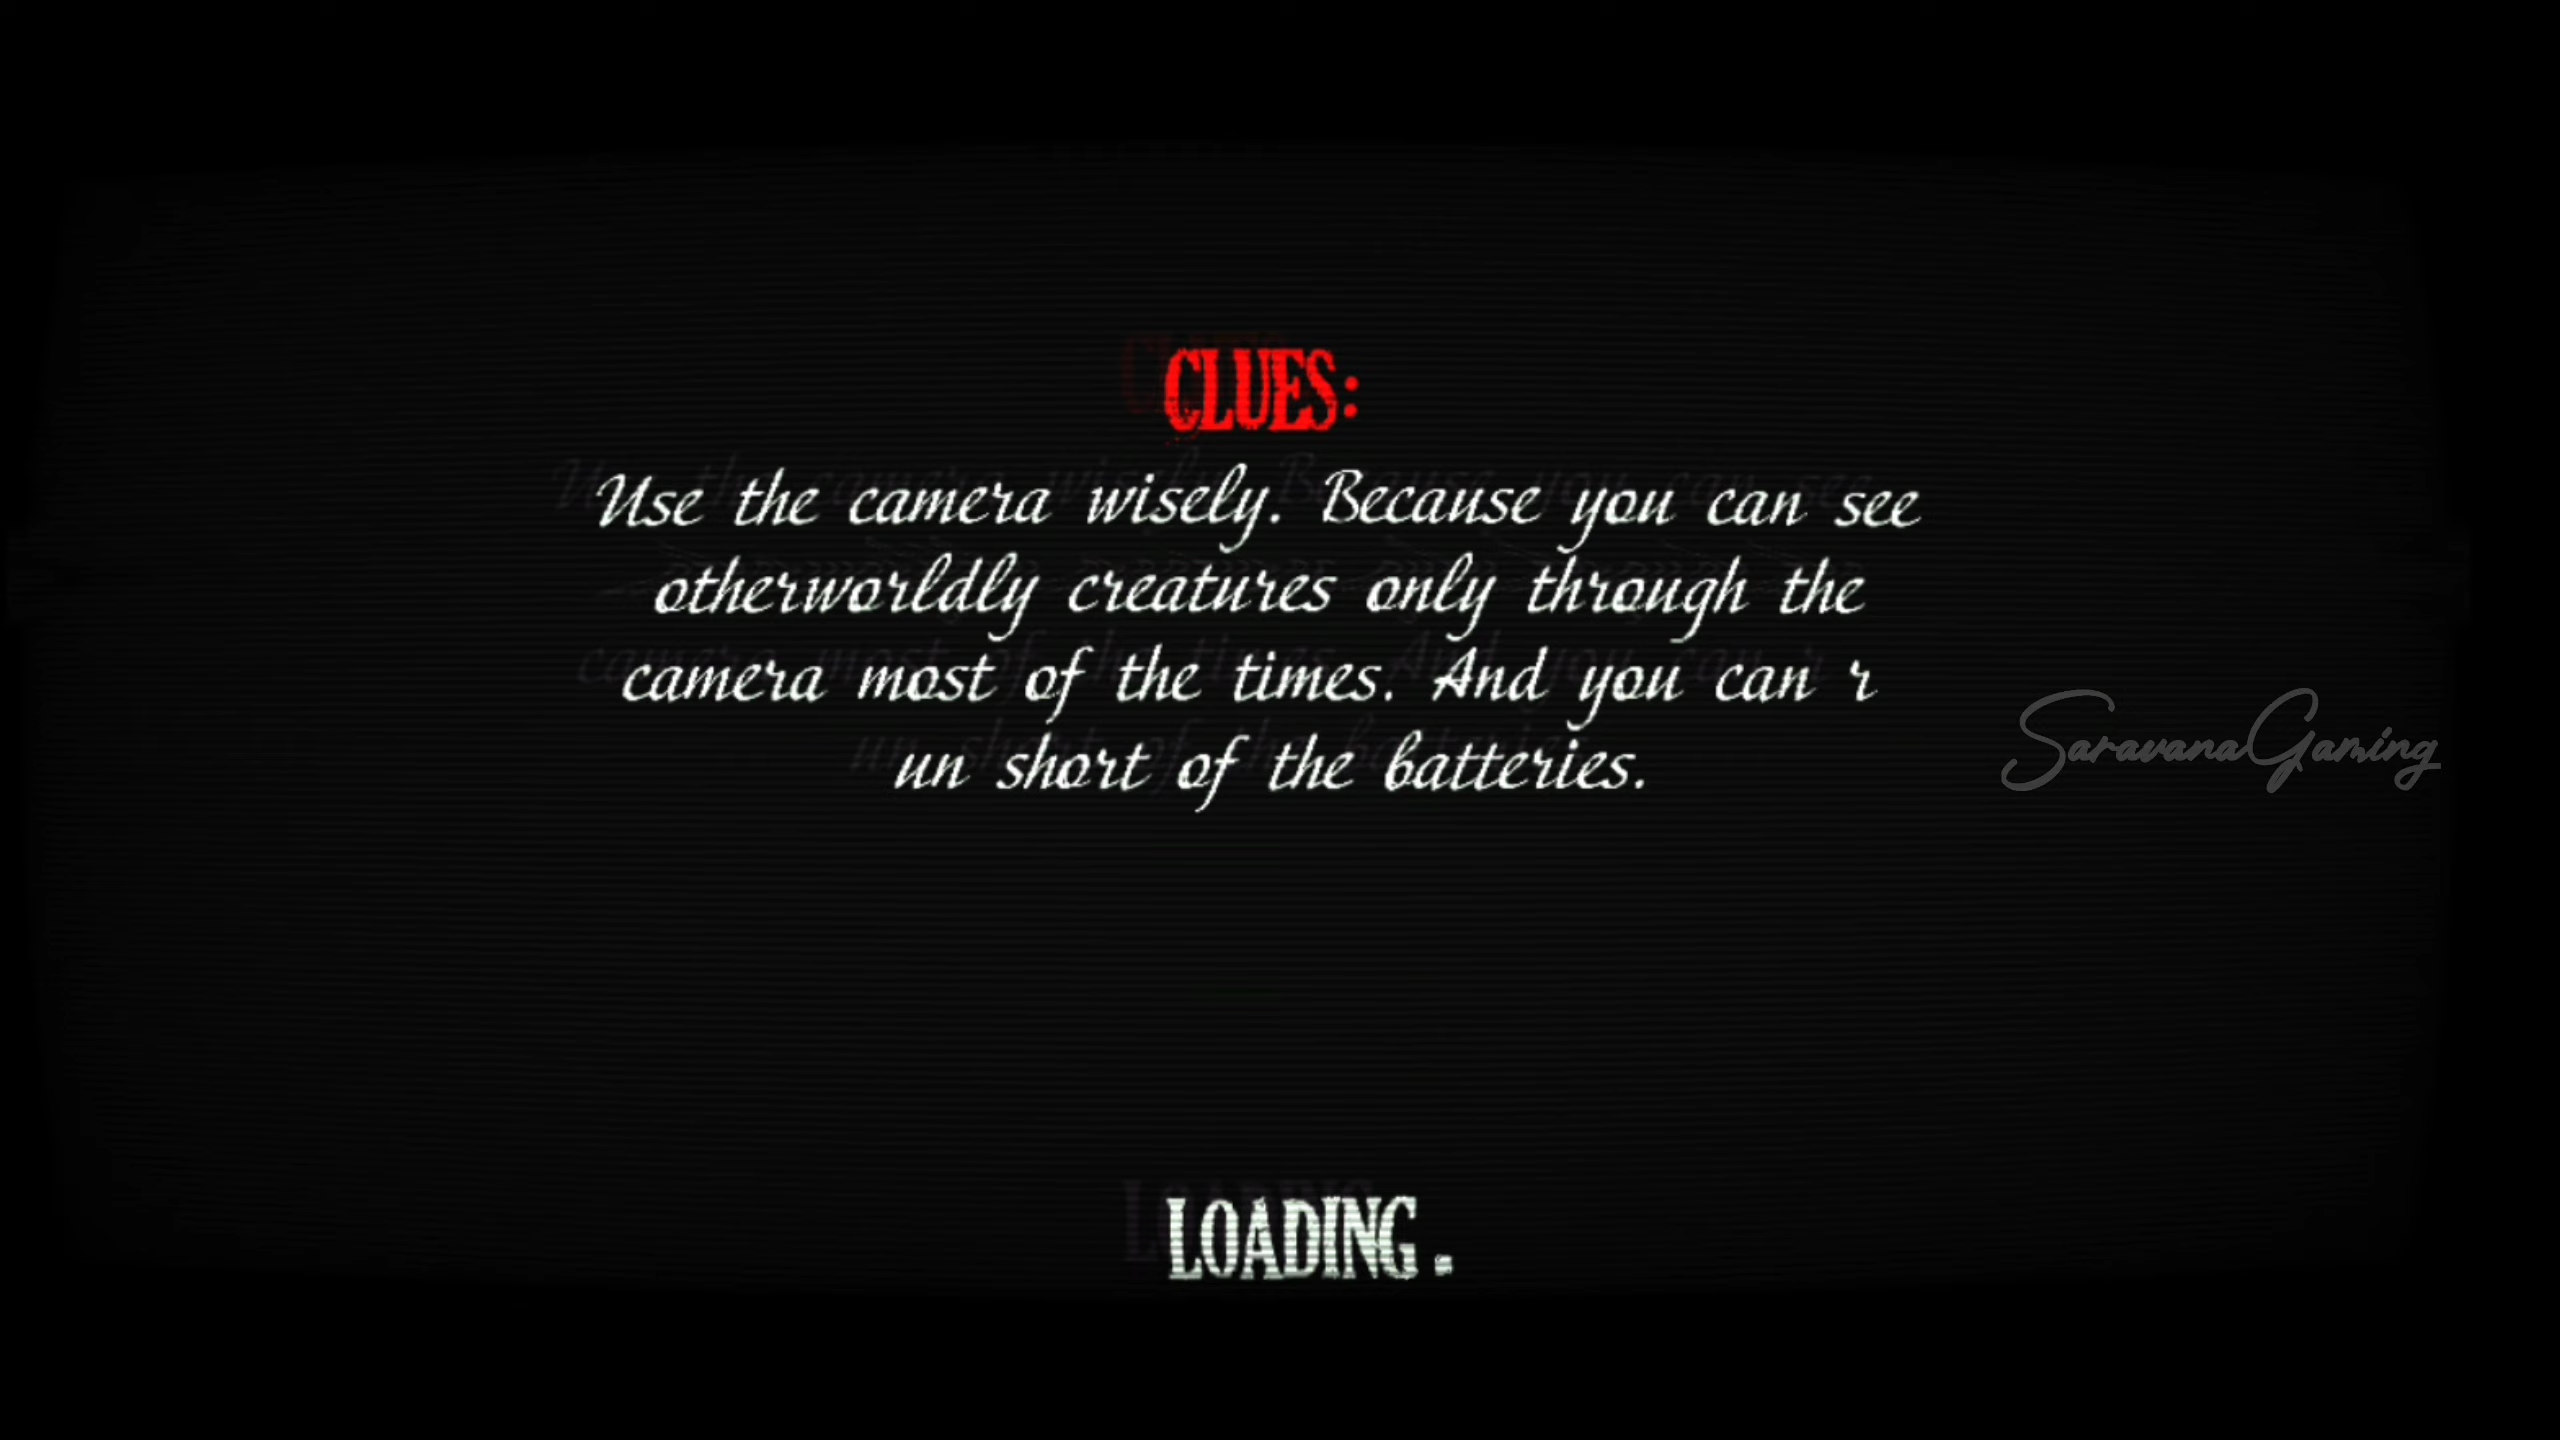 CLUES:
Use the camera wisely. Because you can see
otherworldly creatures only through the
camera most of the times. And you can r
un short of the batteries.
SaravanaGaming
LOADING .